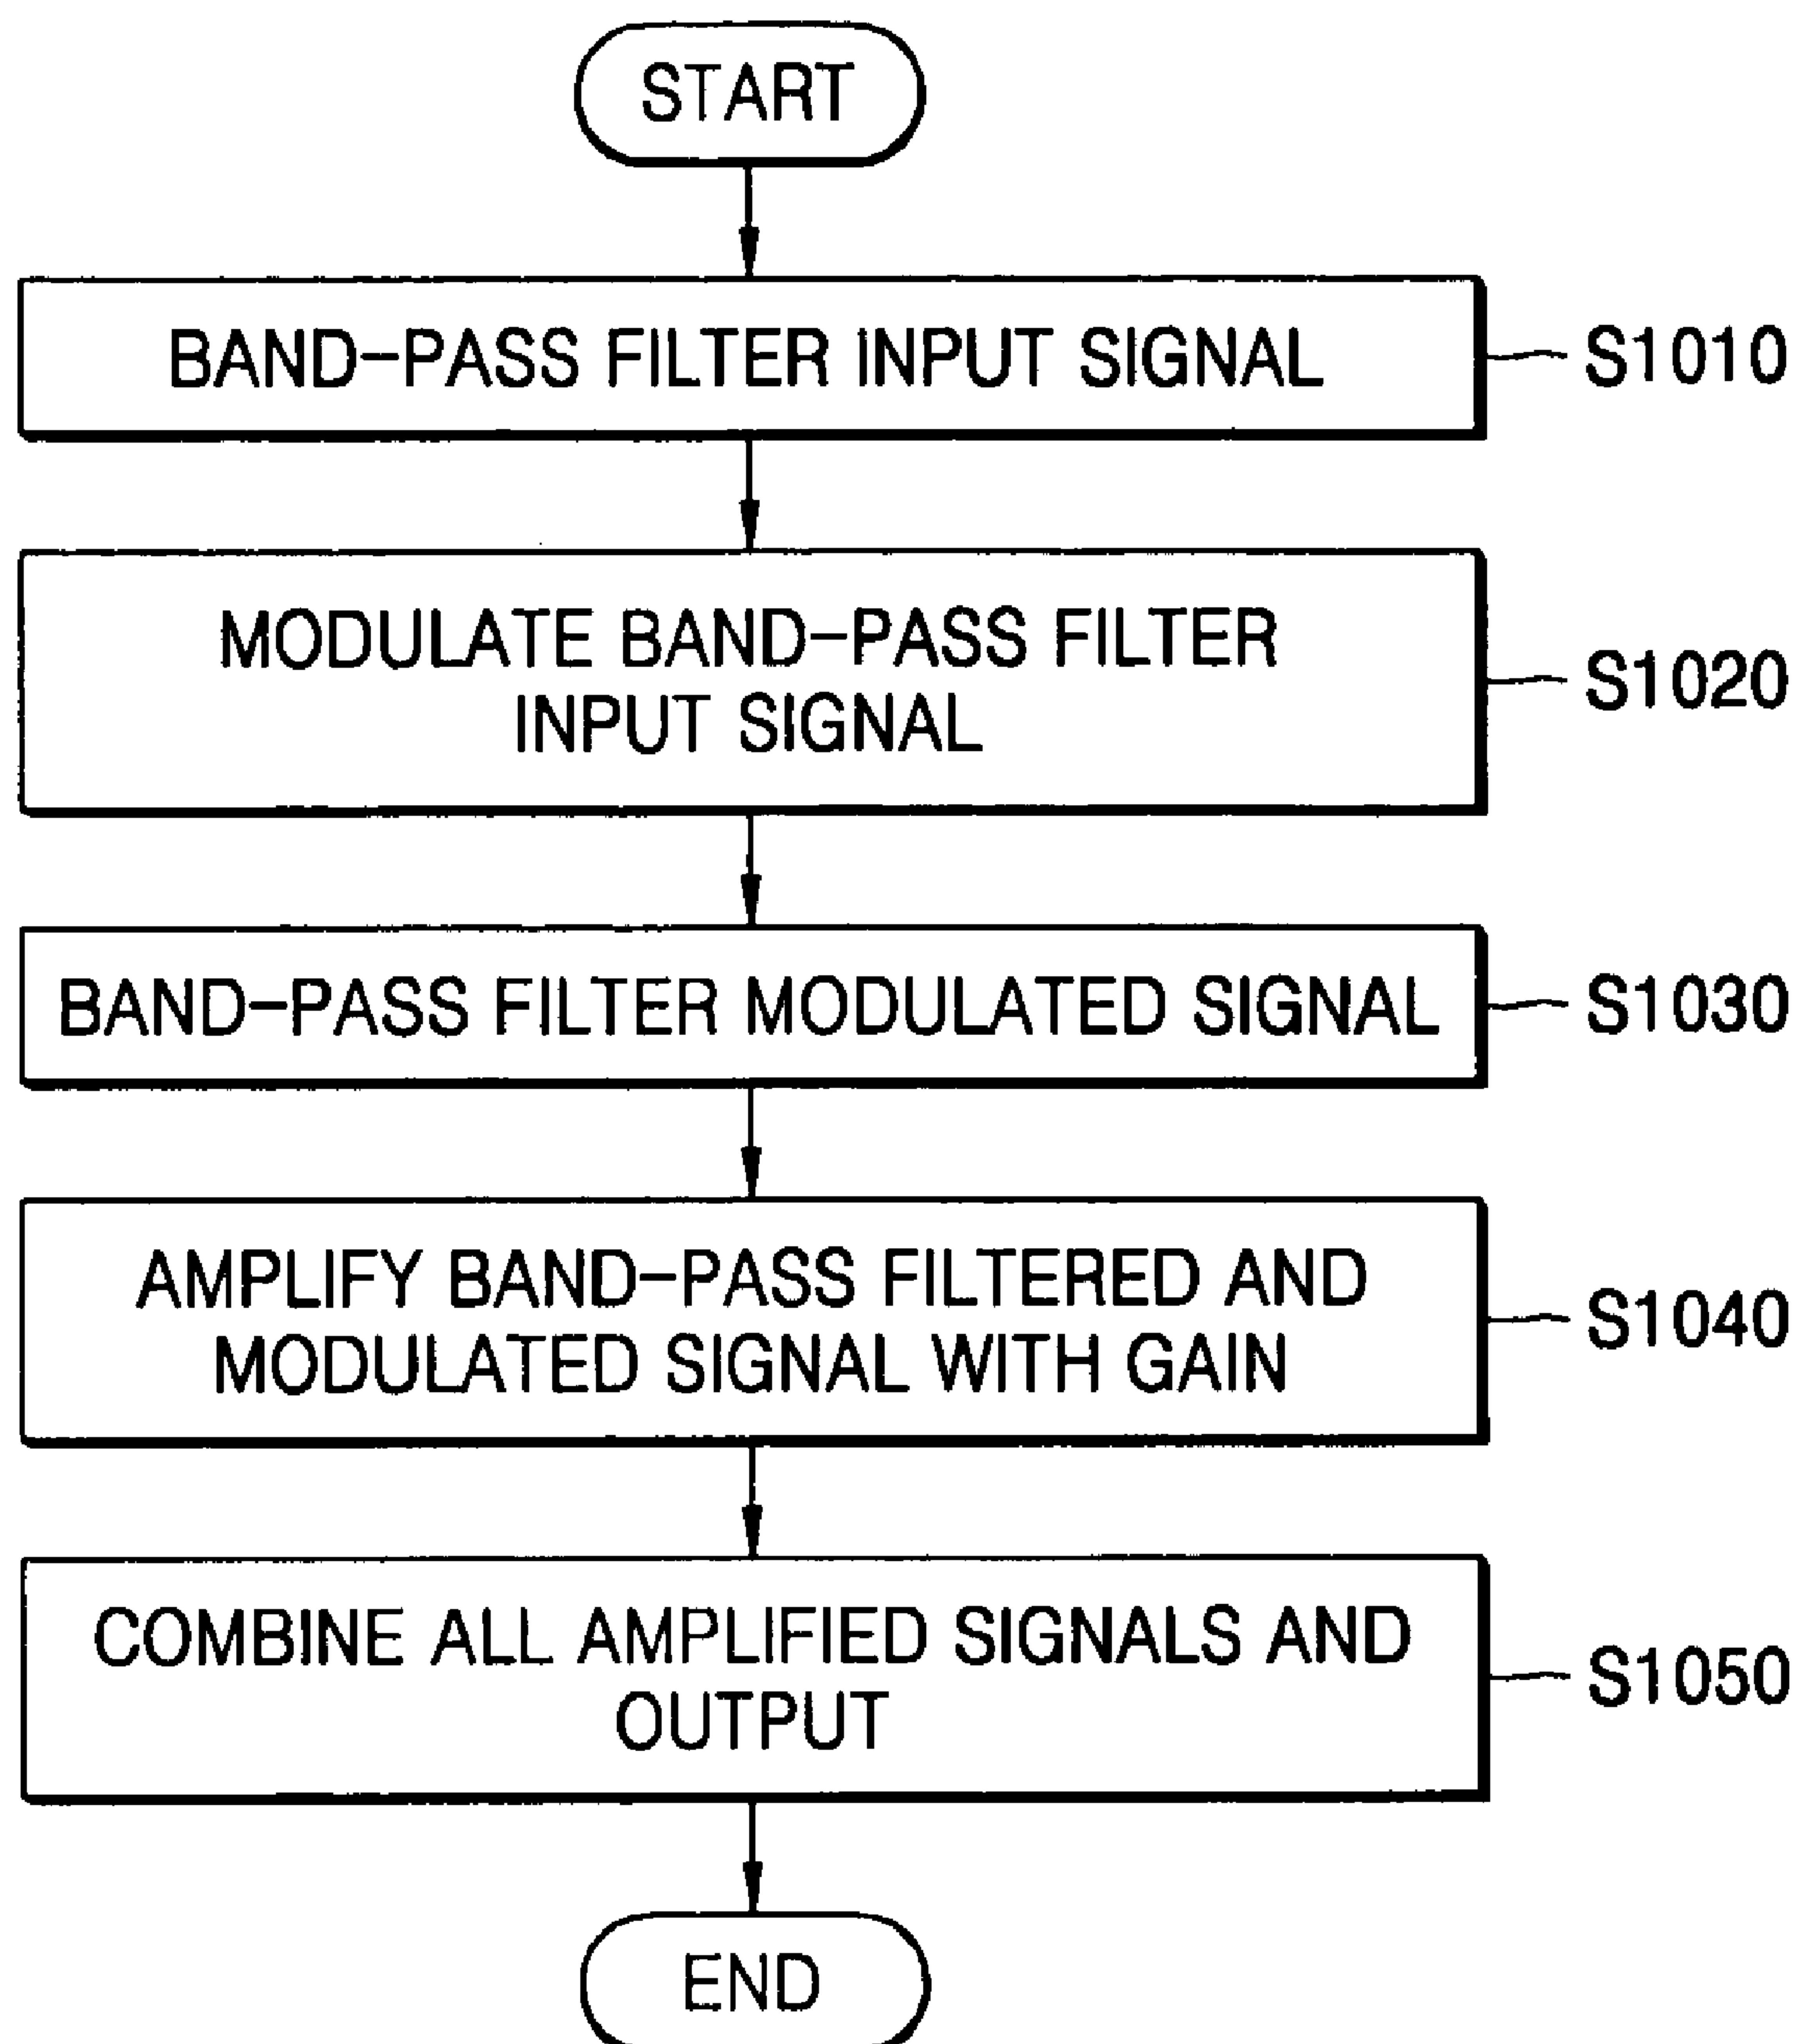 START
BAND-PASS FILTER INPUT SIGNAL
S1010
MODULATE BAND-PASS FILTER
INPUT SIGNAL
S1020
BAND-PASS FILTER MODULATED SIGNAL
S1030
AMPLIFY BAND-PASS FILTERED AND
MODULATED SIGNAL WITH GAIN
S1040
COMBINE ALL AMPLIFIED SIGNALS AND
OUTPUT
S1050
END